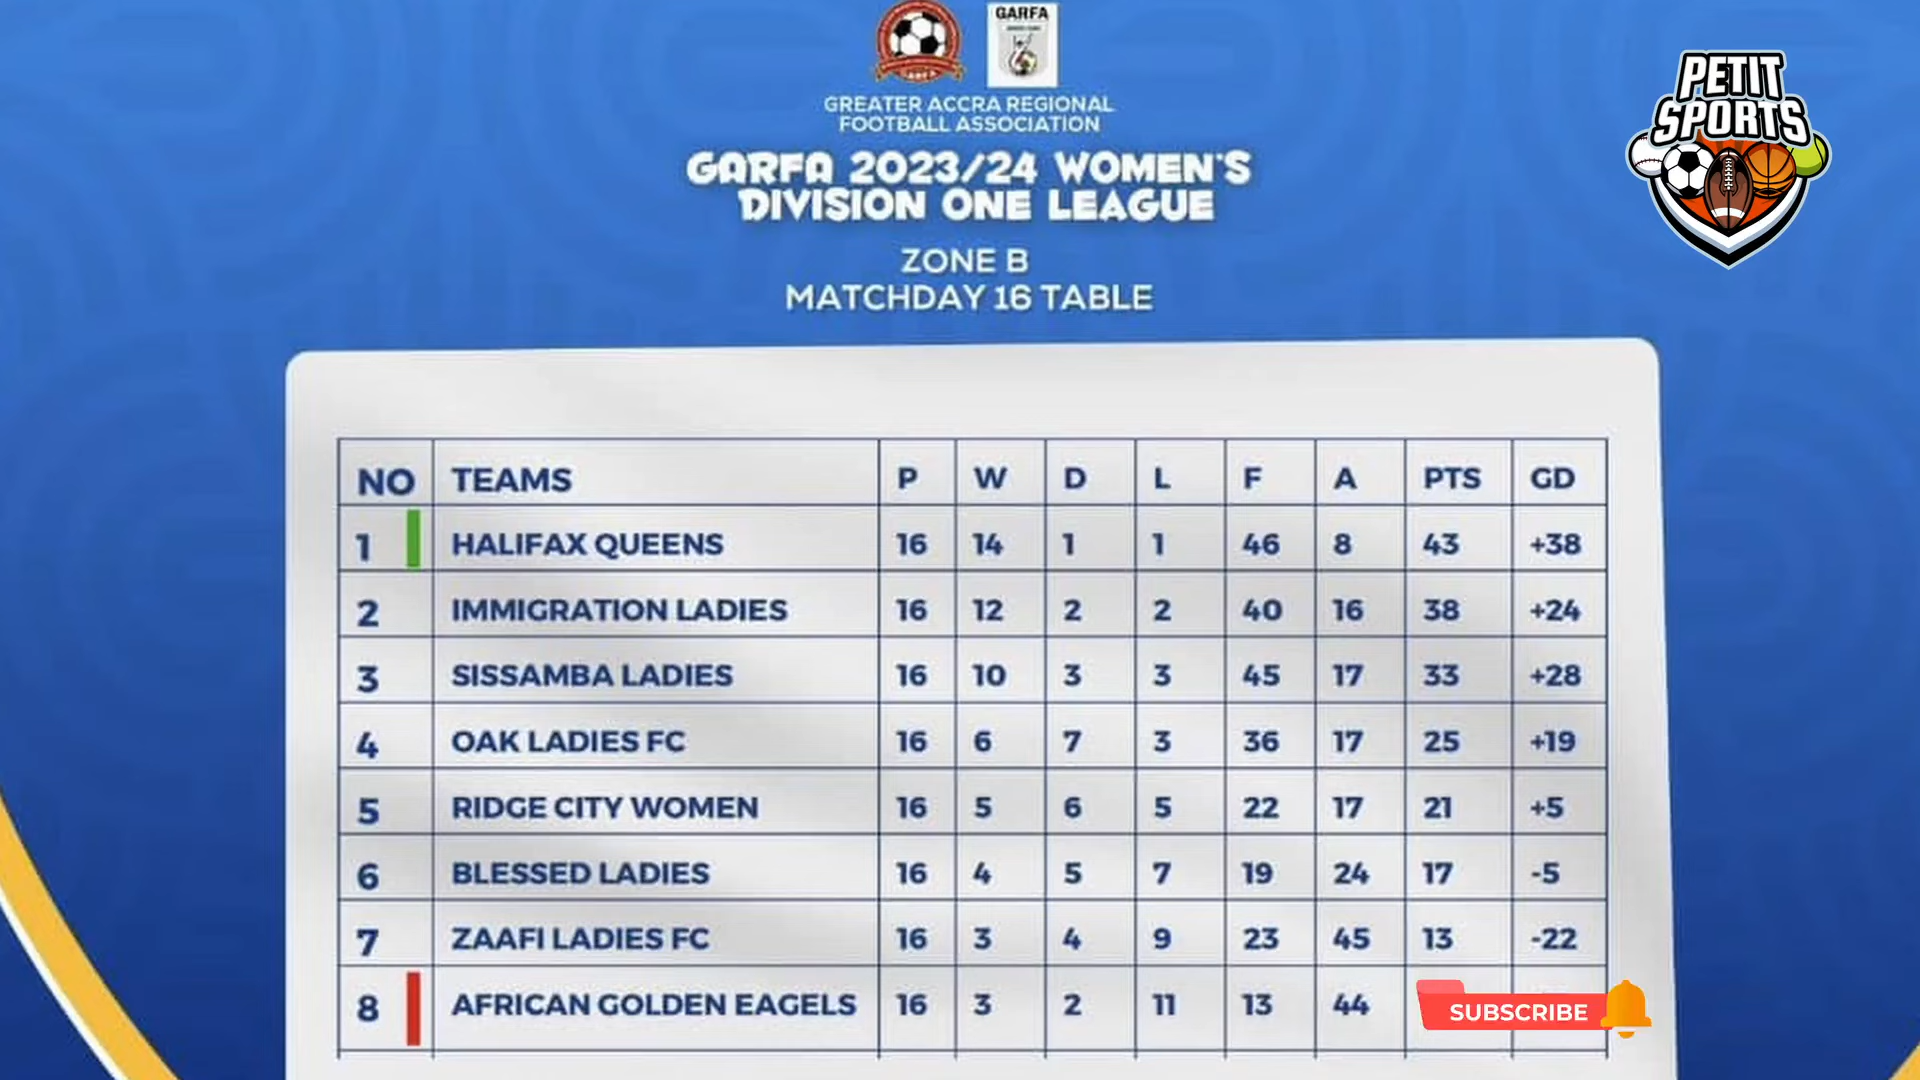 GARFA
GARFA
GREATER ACCRA REGIONAL
FOOTBALL ASSOCIATION
GARFA 2023/24 WOMEN'S
DIVISION ONE LEAGUE
ZONE B
MATCHDAY 16 TABLE
PETIT
SPORTS
NO TEAMS P W D L F A PTS GD
1 HALIFAX QUEENS 16 14 1 1 46 8 43 +38
2 IMMIGRATION LADIES 16 12 2 2 40 16 38 +24
3 SISSAMBA LADIES 16 10 3 3 45 17 33 +28
4 OAK LADIES FC 16 6 7 3 36 17 25 +19
5 RIDGE CITY WOMEN 16 5 6 5 22 17 21 +5
6 BLESSED LADIES 16 4 5 7 19 24 17 -5
7 ZAAFI LADIES FC 16 3 4 9 23 45 13 -22
8 AFRICAN GOLDEN EAGELS 16 3 2 11 13 44
SUBSCRIBE